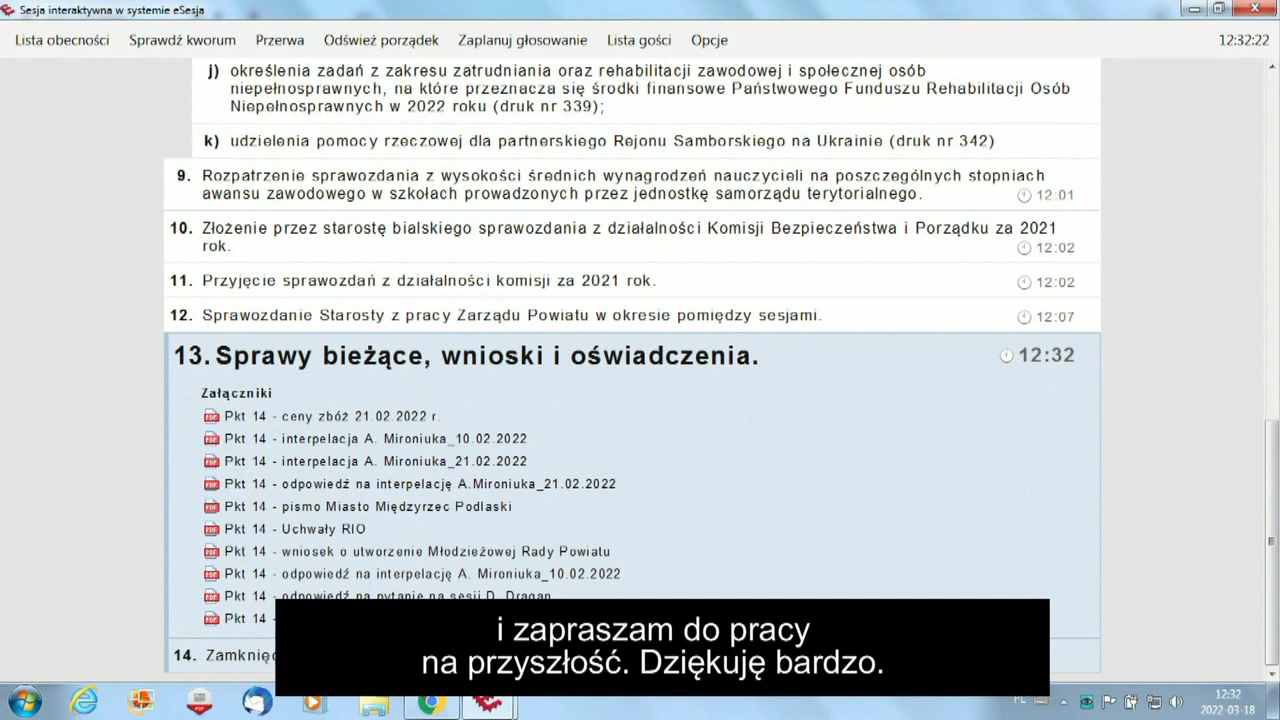 Sesja interaktywna w systemie eSesja
Lista obecności Sprawdź kworum Przerwa Odśwież porządek Zaplanuj głosowanie Lista gości Opcje 12:32:22
j) określenia zadań z zakresu zatrudniania oraz rehabilitacji zawodowej i społecznej osób
niepełnosprawnych, na które przeznacza się środki finansowe Państwowego Funduszu Rehabilitacji Osób
Niepełnosprawnych w 2022 roku (druk nr 339);
k) udzielenia pomocy rzeczowej dla partnerskiego Rejonu Samborskiego na Ukrainie (druk nr 342)
9. Rozpatrzenie sprawozdania z wysokości średnich wynagrodzeń nauczycieli na poszczególnych stopniach
awansu zawodowego w szkołach prowadzonych przez jednostkę samorządu terytorialnego. 12:01
10. Złożenie przez starostę bialskiego sprawozdania z działalności Komisji Bezpieczeństwa i Porządku za 2021
rok. 12:02
11. Przyjęcie sprawozdań z działalności komisji za 2021 rok. 12:02
12. Sprawozdanie Starosty z pracy Zarządu Powiatu w okresie pomiędzy sesjami. 12:07
13. Sprawy bieżące, wnioski i oświadczenia. 12:32
Załączniki
Pkt 14 - ceny zbóż 21.02.2022 r.
Pkt 14 - interpelacja A. Mironiuka_10.02.2022
Pkt 14 - interpelacja A. Mironiuka_21.02.2022
Pkt 14 - odpowiedź na interpelację A.Mironiuka_21.02.2022
Pkt 14 - pismo Miasto Międzyrzec Podlaski
Pkt 14 - Uchwały RIO
Pkt 14 - wniosek o utworzenie Młodzieżowej Rady Powiatu
Pkt 14 - odpowiedź na interpelację A. Mironiuka_10.02.2022
Pkt 14 - odpowiedź na pytanie na sesji D. Dragan
Pkt 14 -
14.
i zapraszam do pracy
na przyszłość. Dziękuję bardzo.
PL
12:32
2022-03-18